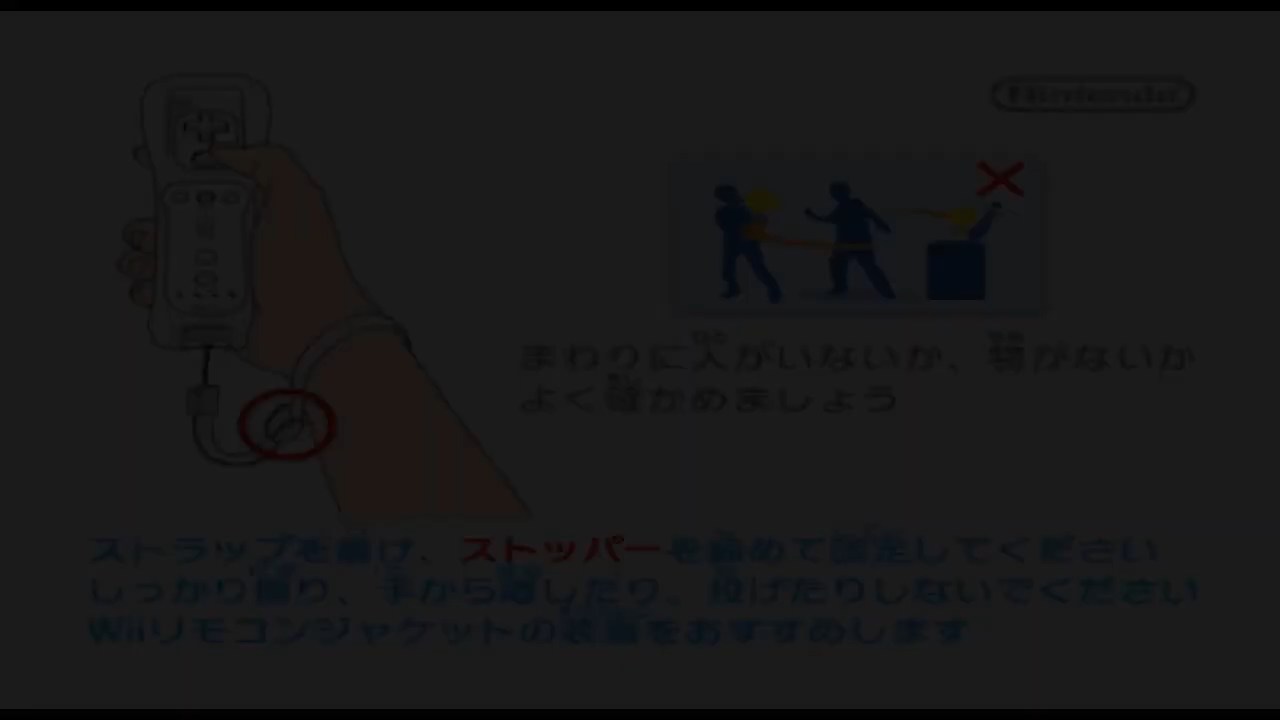 Nintendo
まわりに人がいないか、物がないか
よく確かめましょう
ストラップを着け、ストッパーを締めて固定してください
しっかり握り、手から離したり、投げたりしないでください
Wiiリモコンジャケットの装着をおすすめします